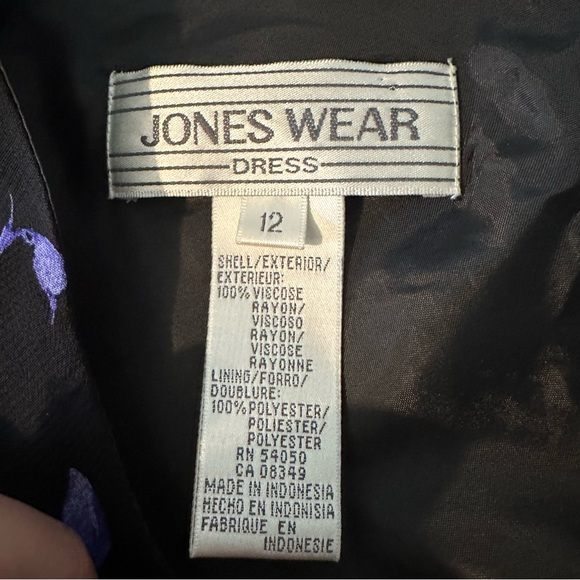 JONES WEAR
DRESS
12
SHELL/EXTERIOR/
EXTERIEUR:
100% VISCOSE
RAYON/
VISCOSO
RAYON/
VISCOSE
RAYONNE
LINING/FORRO/
DOUBLURE:
100% POLYESTER/
POLIESTER/
POLYESTER
RN 54050
CA 08349
MADE IN INDONESIA
HECHO EN INDONISIA
FABRIQUE EN
INDONESIE